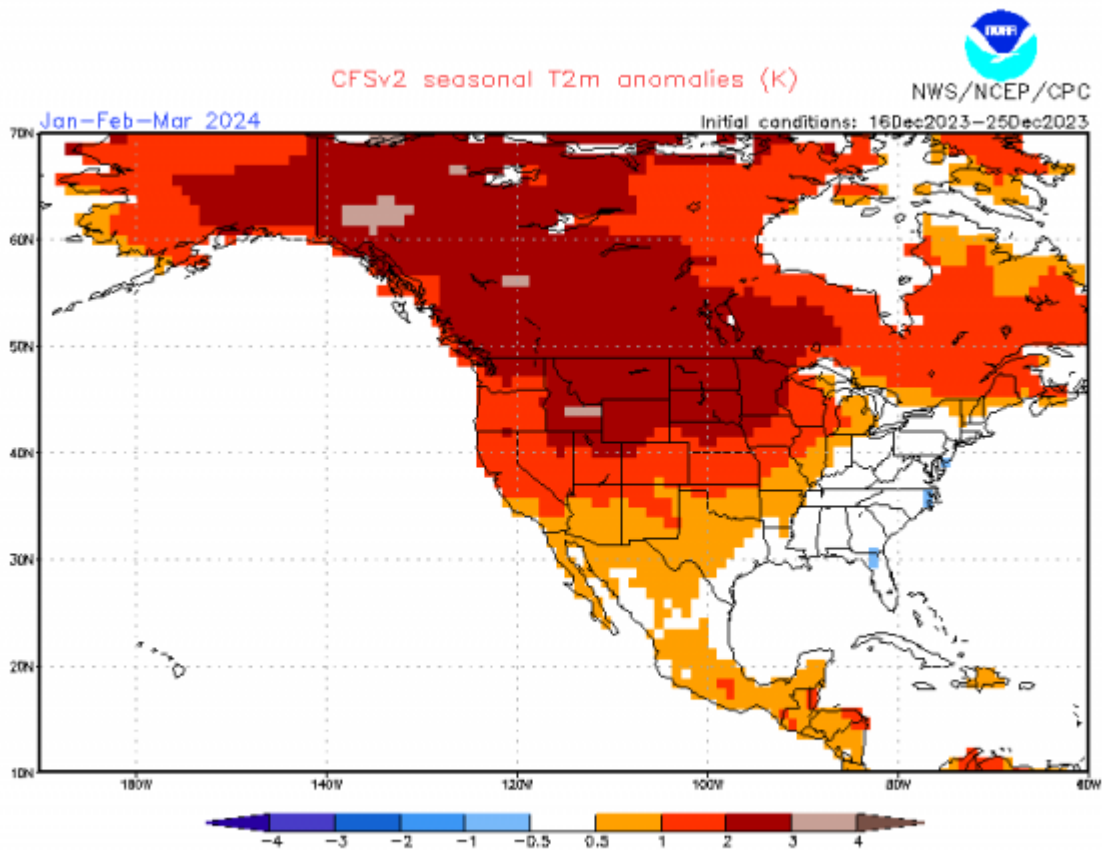 NOAA
CFSv2 seasonal T2m anomalies (K)
NWS/NCEP/CPC
Jan-Feb-Mar 2024
Initial conditions: 16Dec2023-25Dec2023
70N
60N
50N
40N
30N
20N
10N
160W 140W 120W 100W 80W 60W
-4 -3 -2 -1 -0.5 0.5 1 2 3 4